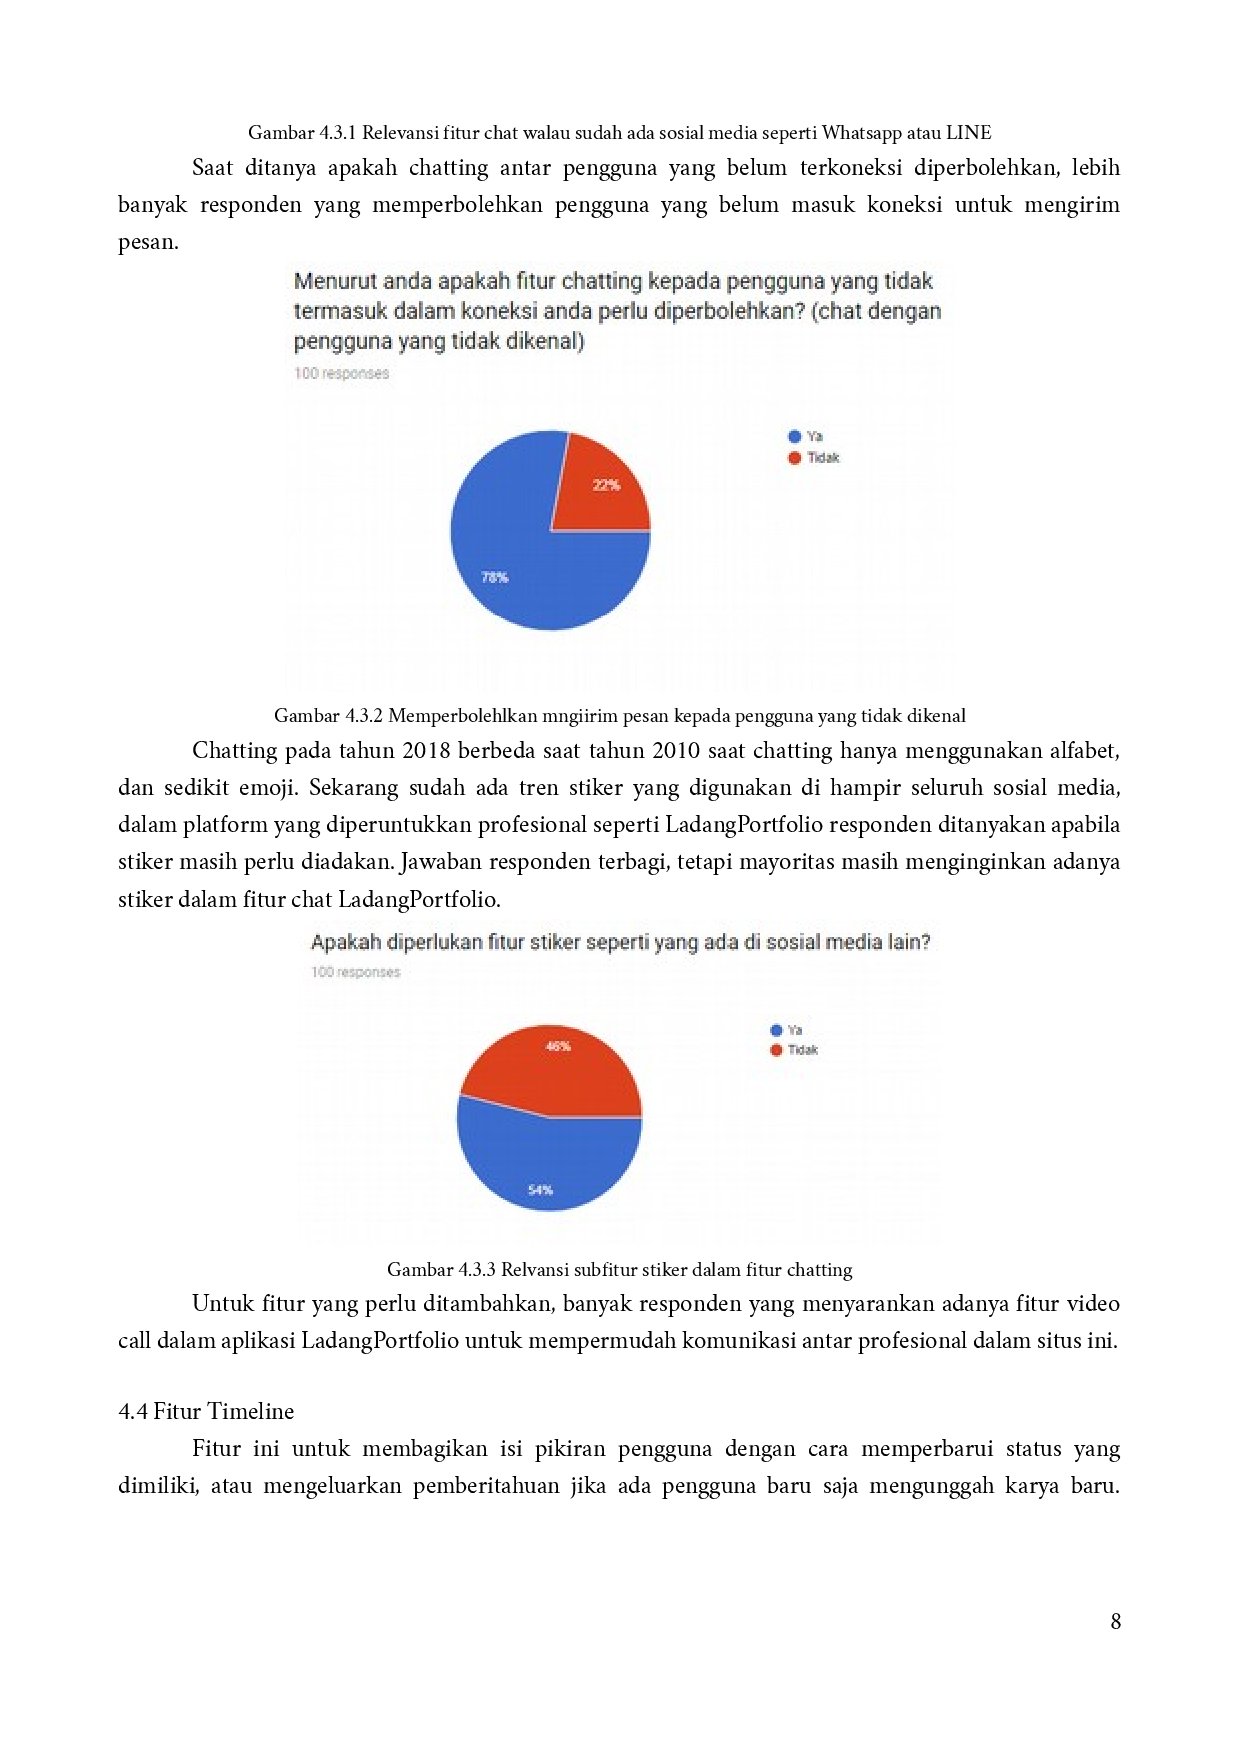 Gambar 4.3.1 Relevansi fitur chat walau sudah ada sosial media seperti Whatsapp atau LINE
Saat ditanya apakah chatting antar pengguna yang belum terkoneksi diperbolehkan, lebih
banyak responden yang memperbolehkan pengguna yang belum masuk koneksi untuk mengirim
pesan.
Menurut anda apakah fitur chatting kepada pengguna yang tidak
termasuk dalam koneksi anda perlu diperbolehkan? (chat dengan
pengguna yang tidak dikenal)
100 responses
Ya
Tidak
22%
78%
Gambar 4.3.2 Memperbolehlkan mngiirim pesan kepada pengguna yang tidak dikenal
Chatting pada tahun 2018 berbeda saat tahun 2010 saat chatting hanya menggunakan alfabet,
dan sedikit emoji. Sekarang sudah ada tren stiker yang digunakan di hampir seluruh sosial media,
dalam platform yang diperuntukkan profesional seperti LadangPortfolio responden ditanyakan apabila
stiker masih perlu diadakan. Jawaban responden terbagi, tetapi mayoritas masih menginginkan adanya
stiker dalam fitur chat LadangPortfolio.
Apakah diperlukan fitur stiker seperti yang ada di sosial media lain?
100 responses
Ya
Tidak
46%
54%
Gambar 4.3.3 Relvansi subfitur stiker dalam fitur chatting
Untuk fitur yang perlu ditambahkan, banyak responden yang menyarankan adanya fitur video
call dalam aplikasi LadangPortfolio untuk mempermudah komunikasi antar profesional dalam situs ini.
4.4 Fitur Timeline
Fitur ini untuk membagikan isi pikiran pengguna dengan cara memperbarui status yang
dimiliki, atau mengeluarkan pemberitahuan jika ada pengguna baru saja mengunggah karya baru.
8